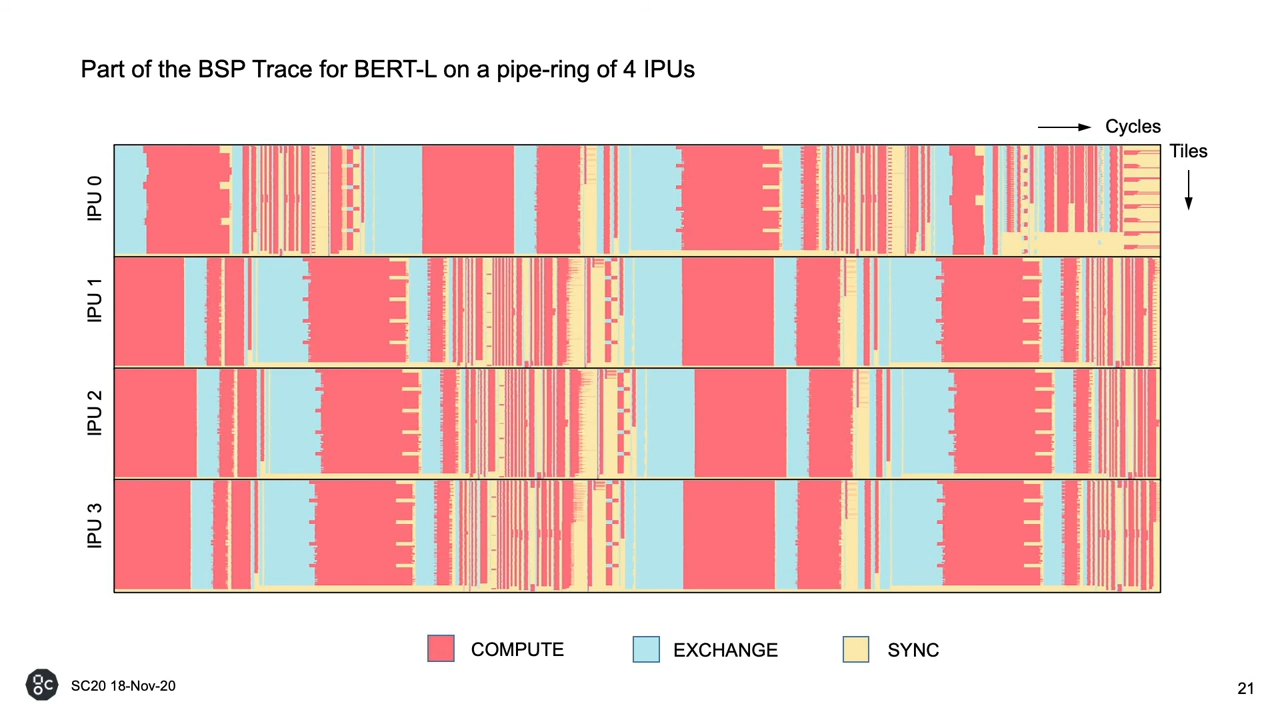 Part of the BSP Trace for BERT-L on a pipe-ring of 4 IPUs
Cycles
Tiles
IPU 0
IPU 1
IPU 2
IPU 3
COMPUTE
EXCHANGE
SYNC
gc
SC20 18-Nov-20
21